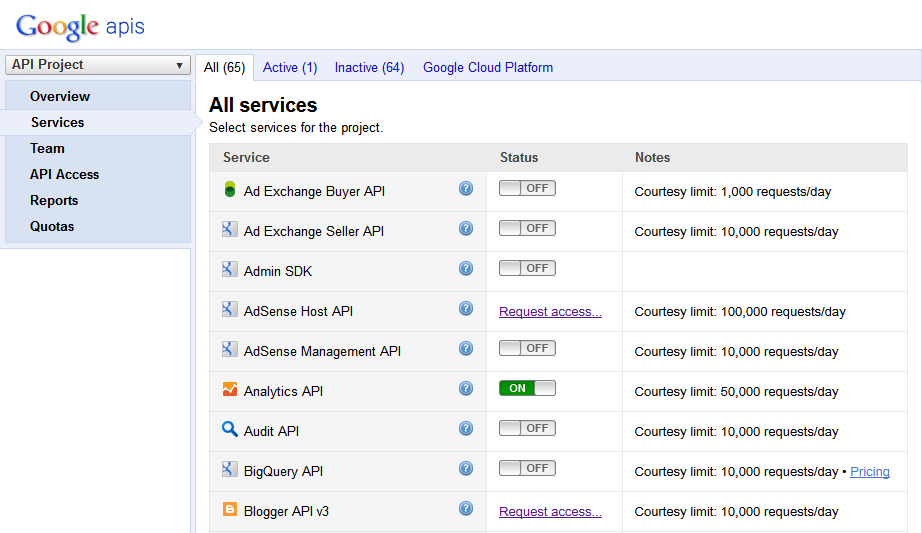 Google apis
API Project
All (65) Active (1) Inactive (64) Google Cloud Platform
Overview
Services
Team
API Access
Reports
Quotas
All services
Select services for the project.
Service Status Notes
Ad Exchange Buyer API ? OFF Courtesy limit: 1,000 requests/day
Ad Exchange Seller API ? OFF Courtesy limit: 10,000 requests/day
Admin SDK ? OFF
AdSense Host API ? Request access... Courtesy limit: 100,000 requests/day
AdSense Management API ? OFF Courtesy limit: 10,000 requests/day
Analytics API ? ON Courtesy limit: 50,000 requests/day
Audit API ? OFF Courtesy limit: 10,000 requests/day
BigQuery API ? OFF Courtesy limit: 10,000 requests/day • Pricing
Blogger API v3 ? Request access... Courtesy limit: 10,000 requests/day